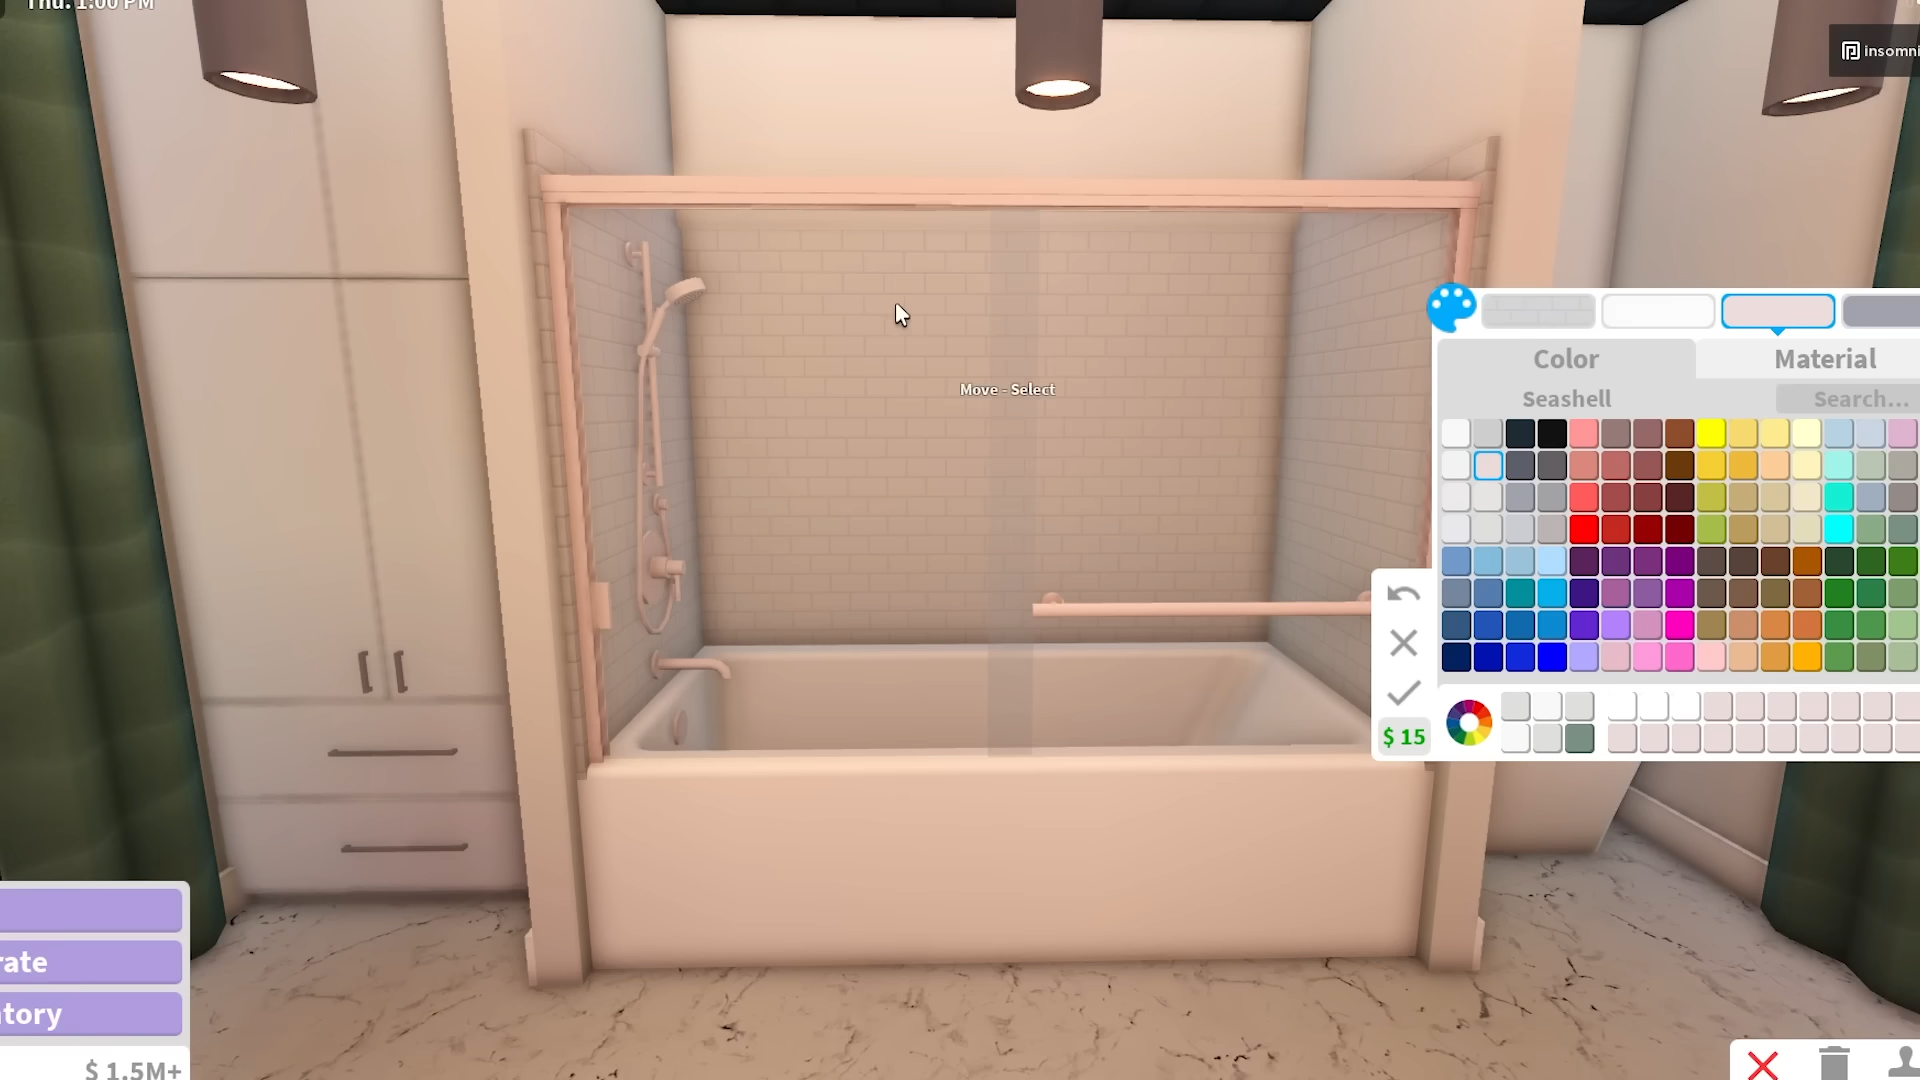 Thu. 1:00 PM
insomni
Move - Select
Color
Material
Seashell
Search...
$ 15
rate
tory
$ 1.5M+